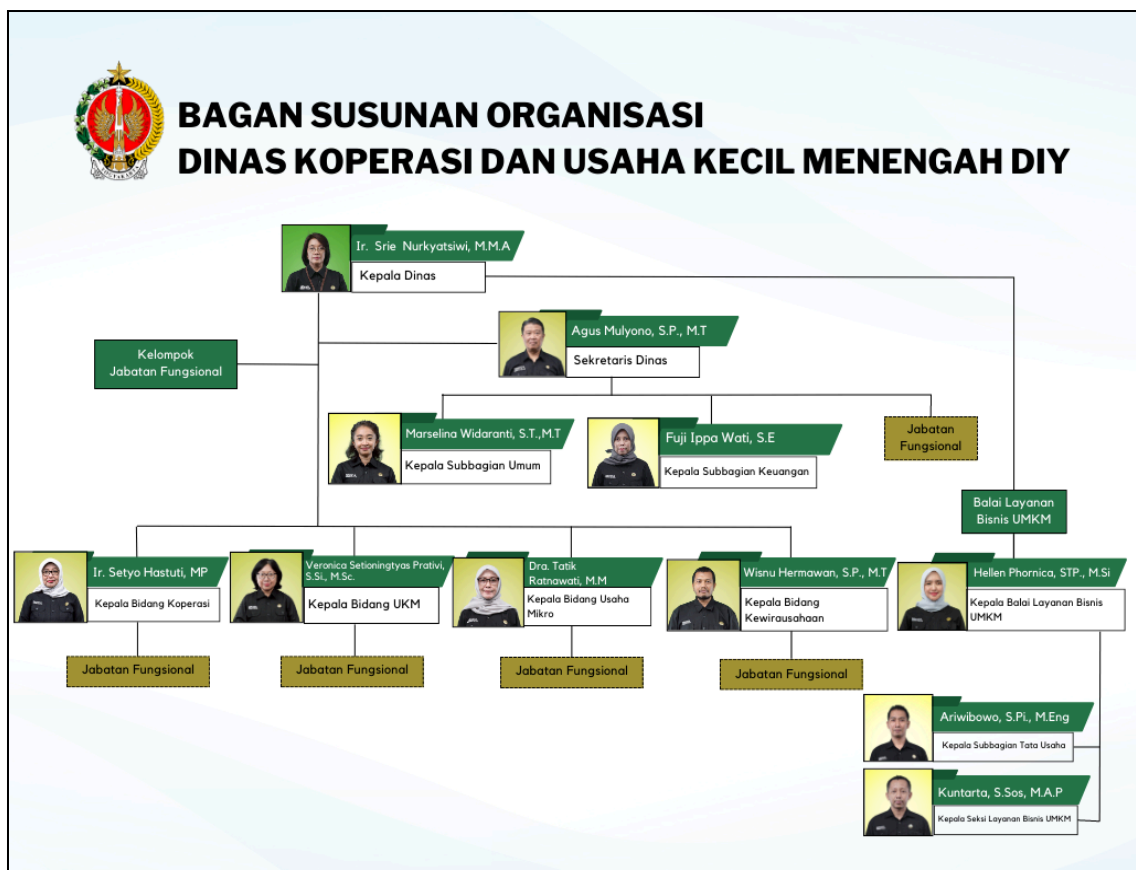 BAGAN SUSUNAN ORGANISASI
DINAS KOPERASI DAN USAHA KECIL MENENGAH DIY
YOGYAKARTA
Ir. Srie Nurkyatsiwi, M.M.A
Kepala Dinas
Agus Mulyono, S.P., M.T
Sekretaris Dinas
Kelompok
Jabatan Fungsional
Marselina Widaranti, S.T.,M.T
Kepala Subbagian Umum
Fuji Ippa Wati, S.E
Kepala Subbagian Keuangan
Jabatan
Fungsional
Balai Layanan
Bisnis UMKM
Ir. Setyo Hastuti, MP
Kepala Bidang Koperasi
Veronica Setioningtyas Prativi,
S.Si., M.Sc.
Kepala Bidang UKM
Dra. Tatik
Ratnawati, M.M
Kepala Bidang Usaha
Mikro
Wisnu Hermawan, S.P., M.T
Kepala Bidang
Kewirausahaan
Hellen Phornica, STP., M.Si
Kepala Balai Layanan Bisnis
UMKM
Jabatan Fungsional
Jabatan Fungsional
Jabatan Fungsional
Jabatan Fungsional
Ariwibowo, S.Pi., M.Eng
Kepala Subbagian Tata Usaha
Kuntarta, S.Sos, M.A.P
Kepala Seksi Layanan Bisnis UMKM